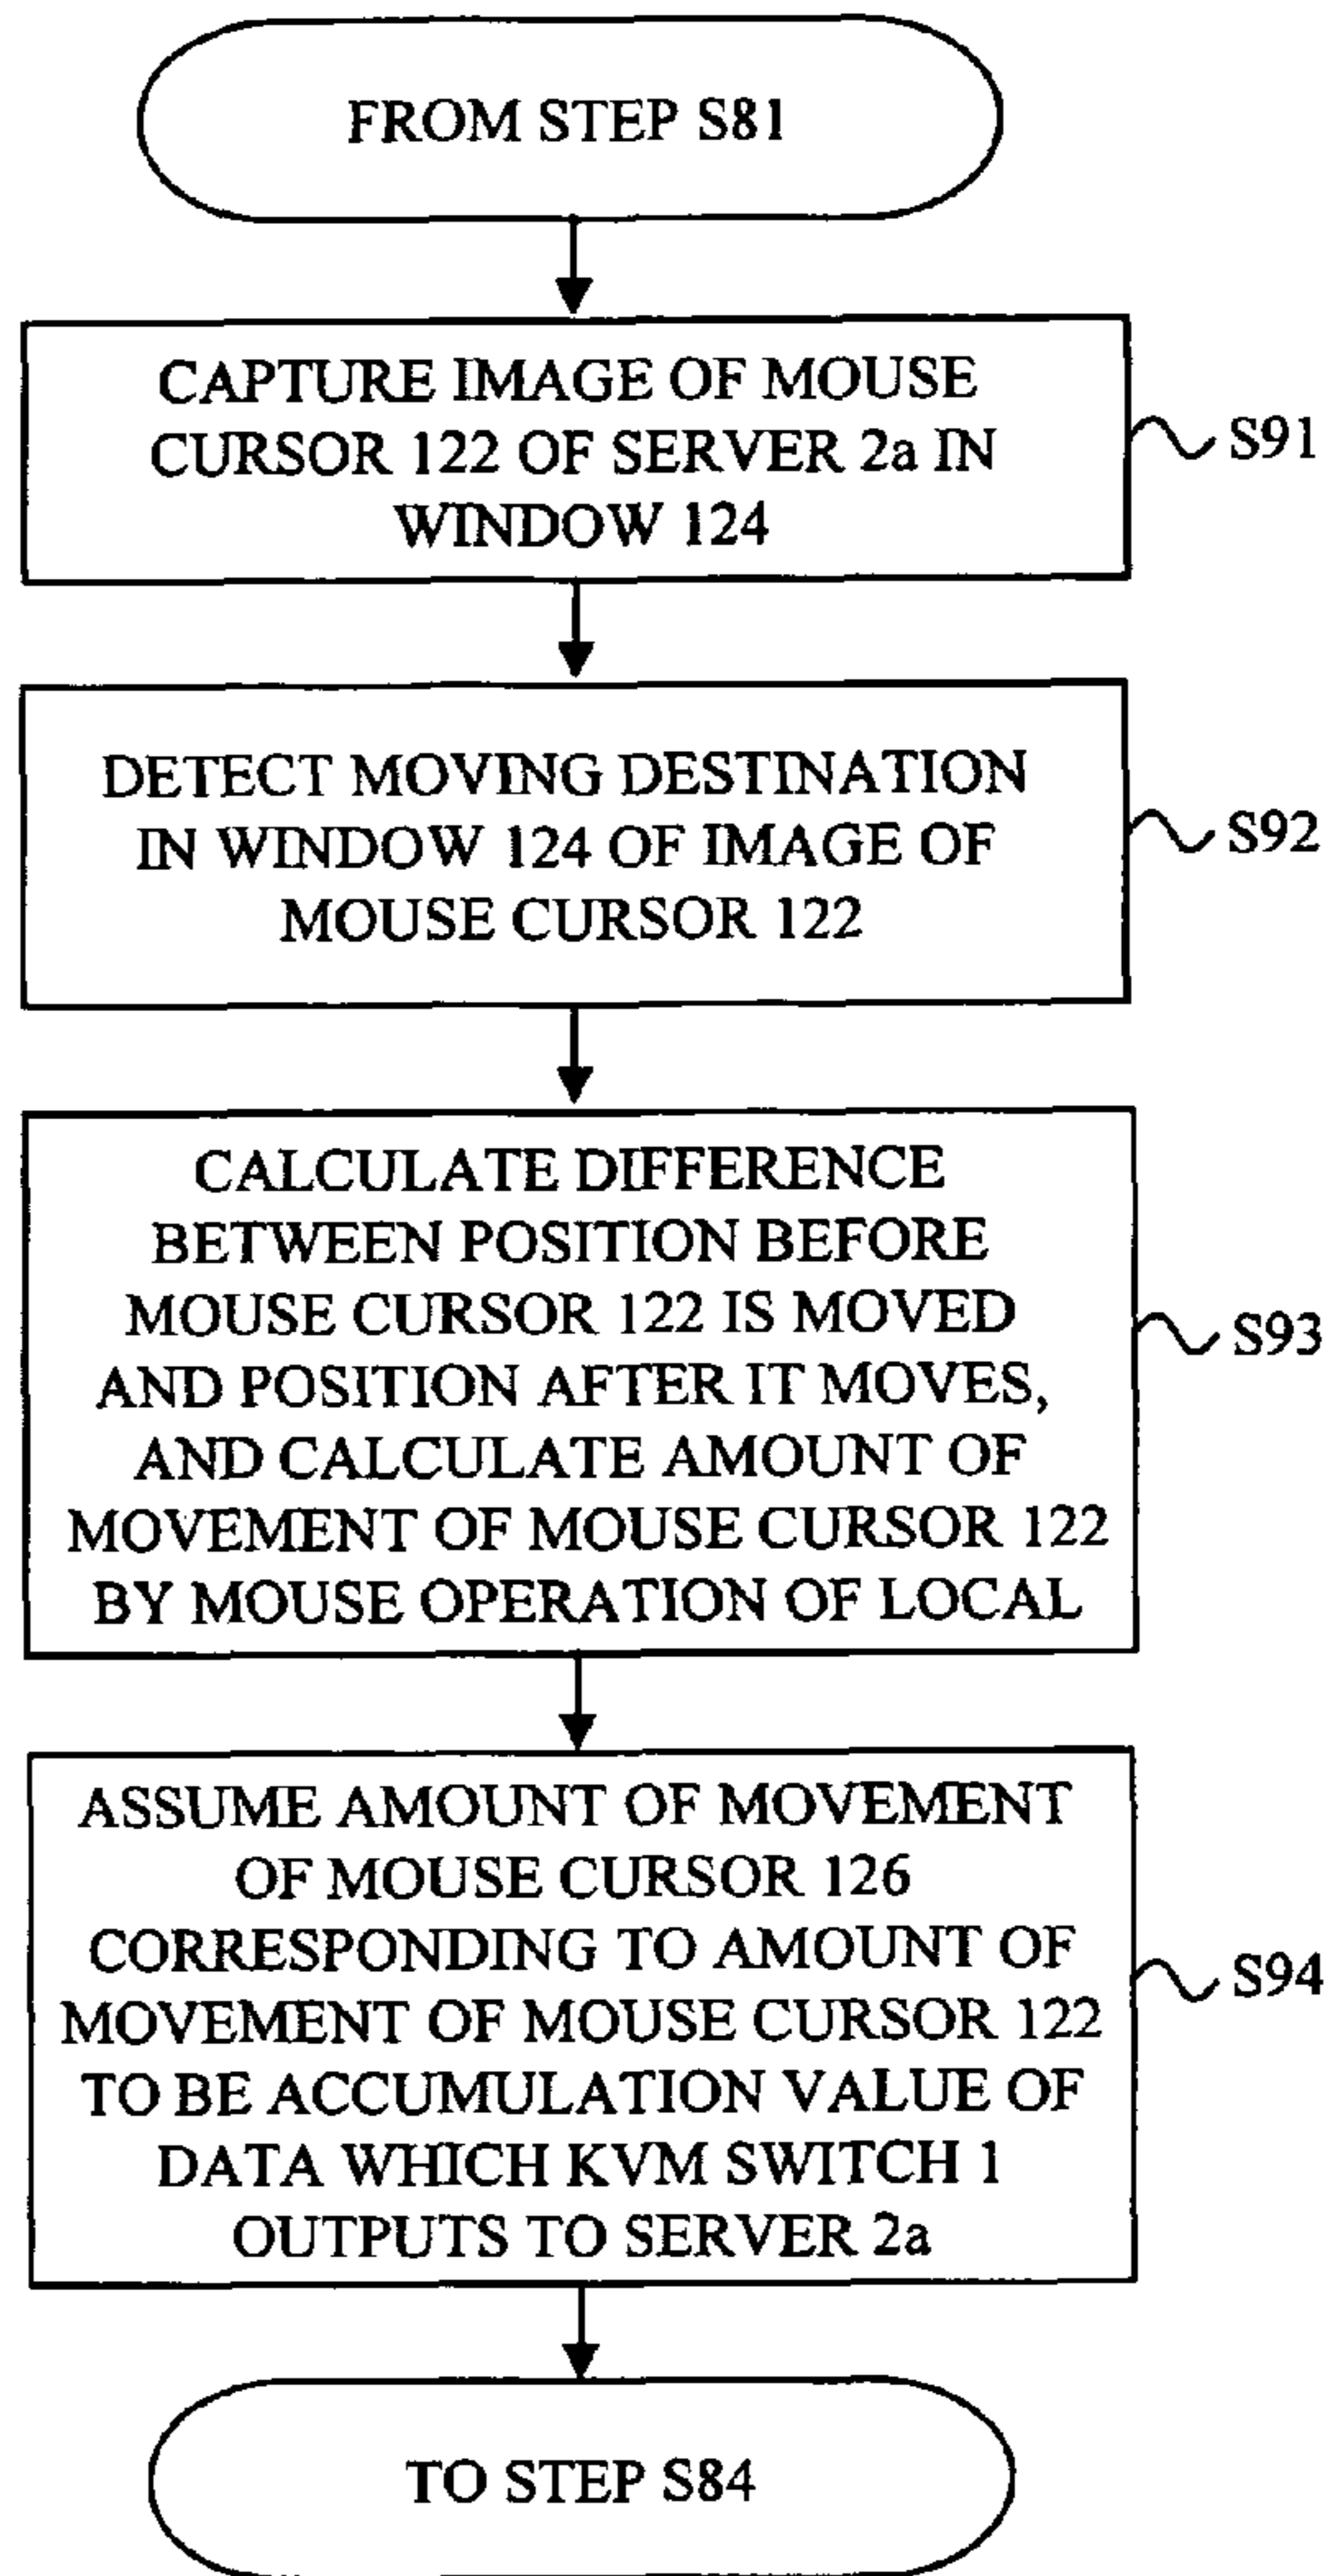 FROM STEP S81
CAPTURE IMAGE OF MOUSE
CURSOR 122 OF SERVER 2a IN
WINDOW 124
S91
DETECT MOVING DESTINATION
IN WINDOW 124 OF IMAGE OF
MOUSE CURSOR 122
S92
CALCULATE DIFFERENCE
BETWEEN POSITION BEFORE
MOUSE CURSOR 122 IS MOVED
AND POSITION AFTER IT MOVES,
AND CALCULATE AMOUNT OF
MOVEMENT OF MOUSE CURSOR 122
BY MOUSE OPERATION OF LOCAL
S93
ASSUME AMOUNT OF MOVEMENT
OF MOUSE CURSOR 126
CORRESPONDING TO AMOUNT OF
MOVEMENT OF MOUSE CURSOR 122
TO BE ACCUMULATION VALUE OF
DATA WHICH KVM SWITCH 1
OUTPUTS TO SERVER 2a
S94
TO STEP S84